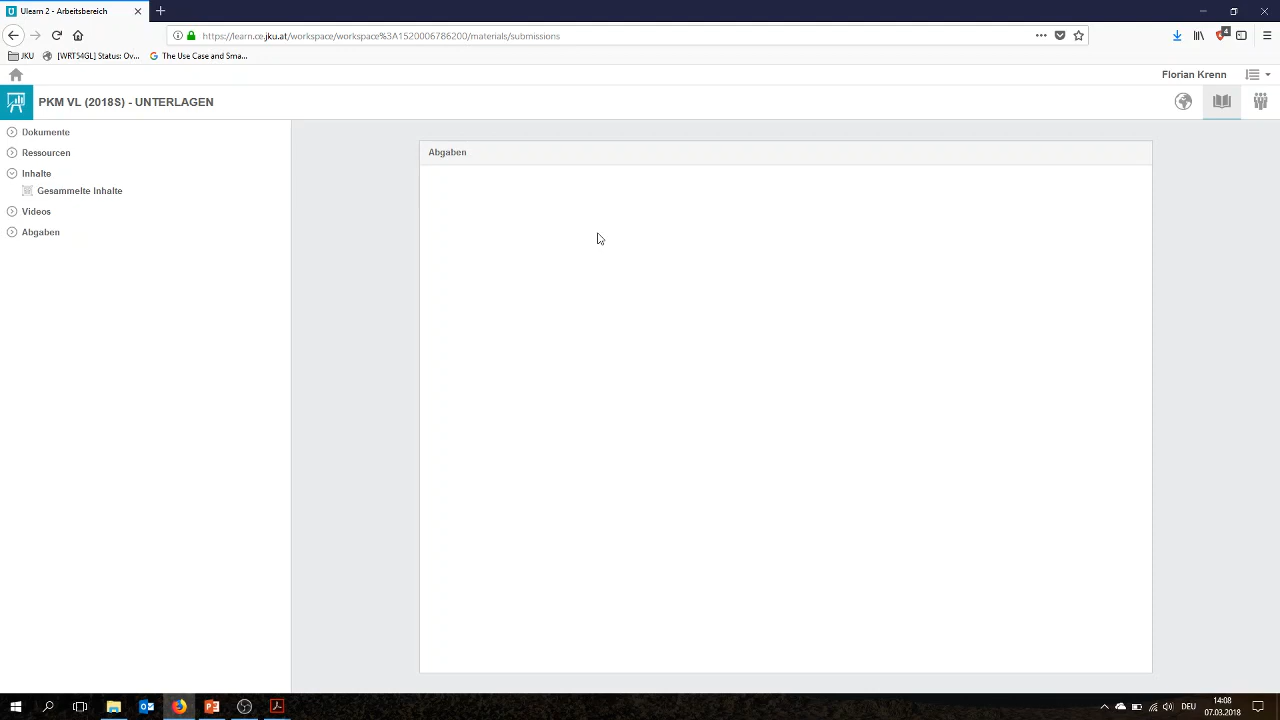 Ulearn 2 - Arbeitsbereich
https://learn.ce.jku.at/workspace/workspace%3A1520006786200/materials/submissions
JKU
[WRTS4GL] Status: Ov...
The Use Case and Sma...
4
Florian Krenn
PKM VL (2018S) - UNTERLAGEN
Dokumente
Ressourcen
Inhalte
Gesammelte Inhalte
Videos
Abgaben
Abgaben
DEU
14:08
07.03.2018